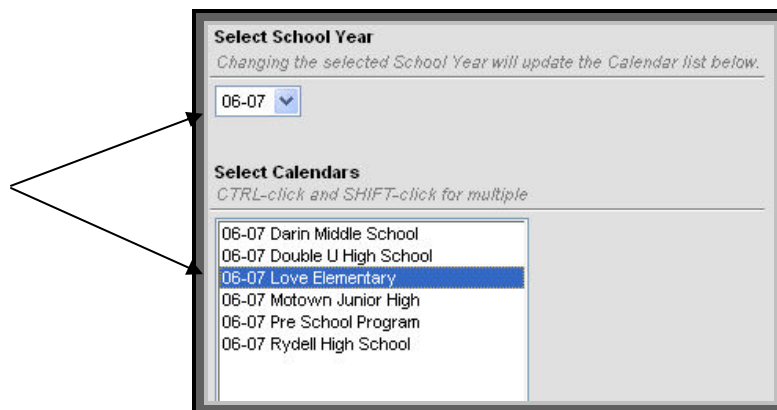 Select School Year
Changing the selected School Year will update the Calendar list below.
06-07
Select Calendars
CTRL-click and SHIFT-click for multiple
06-07 Darin Middle School
06-07 Double U High School
06-07 Love Elementary
06-07 Motown Junior High
06-07 Pre School Program
06-07 Rydell High School